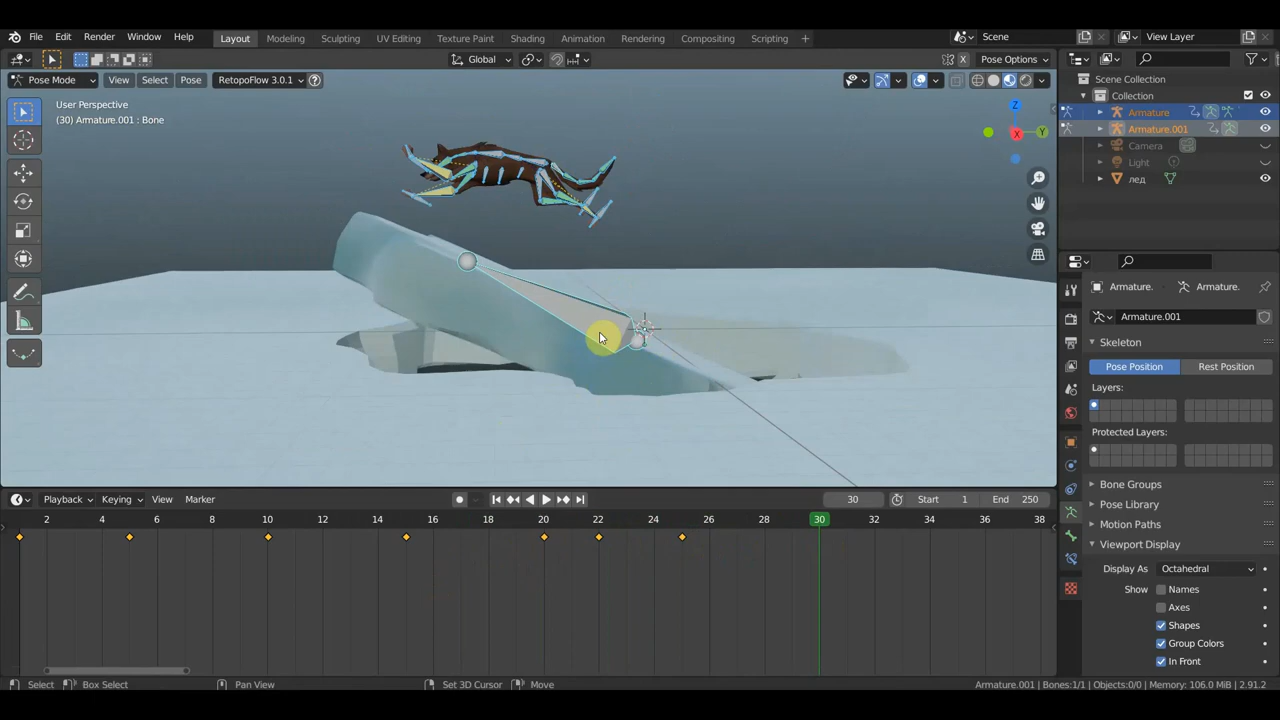 File Edit Render Window Help Layout Modeling Sculpting UV Editing Texture Paint Shading Animation Rendering Compositing Scripting + Scene View Layer
Global X Pose Options
Pose Mode View Select Pose RetopoFlow 3.0.1
User Perspective
(30) Armature.001 : Bone
Z
Y
X
Scene Collection
Collection
Armature
Armature.001
Camera
Light
лед
Armature. Armature.
Armature.001
Skeleton
Pose Position Rest Position
Layers:
Protected Layers:
Bone Groups
Pose Library
Motion Paths
Viewport Display
Display As Octahedral
Show Names
Axes
Shapes
Group Colors
In Front
Playback Keying View Marker 30 Start 1 End 250
2 4 6 8 10 12 14 16 18 20 22 24 26 28 30 32 34 36 38
Select Box Select Pan View Set 3D Cursor Move Armature.001 | Bones:1/1 | Objects:0/0 | Memory: 106.0 MiB | 2.91.2